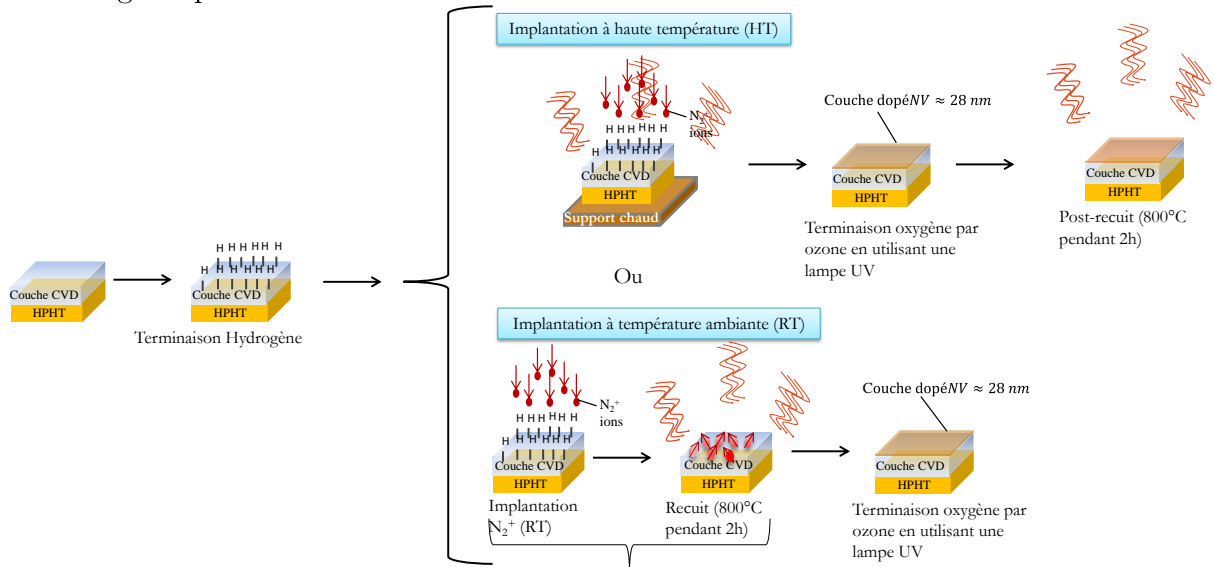 Implantation à haute température (HT)
N₂⁺
ions
H H H H H H
H H H H H H
Couche CVD
HPHT
Support chaud
Couche dopéNV ≈ 28 nm
Couche CVD
HPHT
Terminaison oxygène par
ozone en utilisant une
lampe UV
Couche CVD
HPHT
Post-recuit (800°C
pendant 2h)
Couche CVD
HPHT
H H H H H H
H H H H H H
Couche CVD
HPHT
Terminaison Hydrogène
Ou
Implantation à température ambiante (RT)
N₂⁺
ions
H H H H H H
H H H H H H
Couche CVD
HPHT
Implantation
N₂⁺ (RT)
Couche CVD
HPHT
Recuit (800°C
pendant 2h)
Couche dopéNV ≈ 28 nm
Couche CVD
HPHT
Terminaison oxygène par
ozone en utilisant une
lampe UV